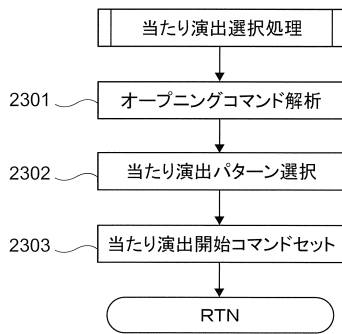 当たり演出選択処理
2301 オープニングコマンド解析
2302 当たり演出パターン選択
2303 当たり演出開始コマンドセット
RTN